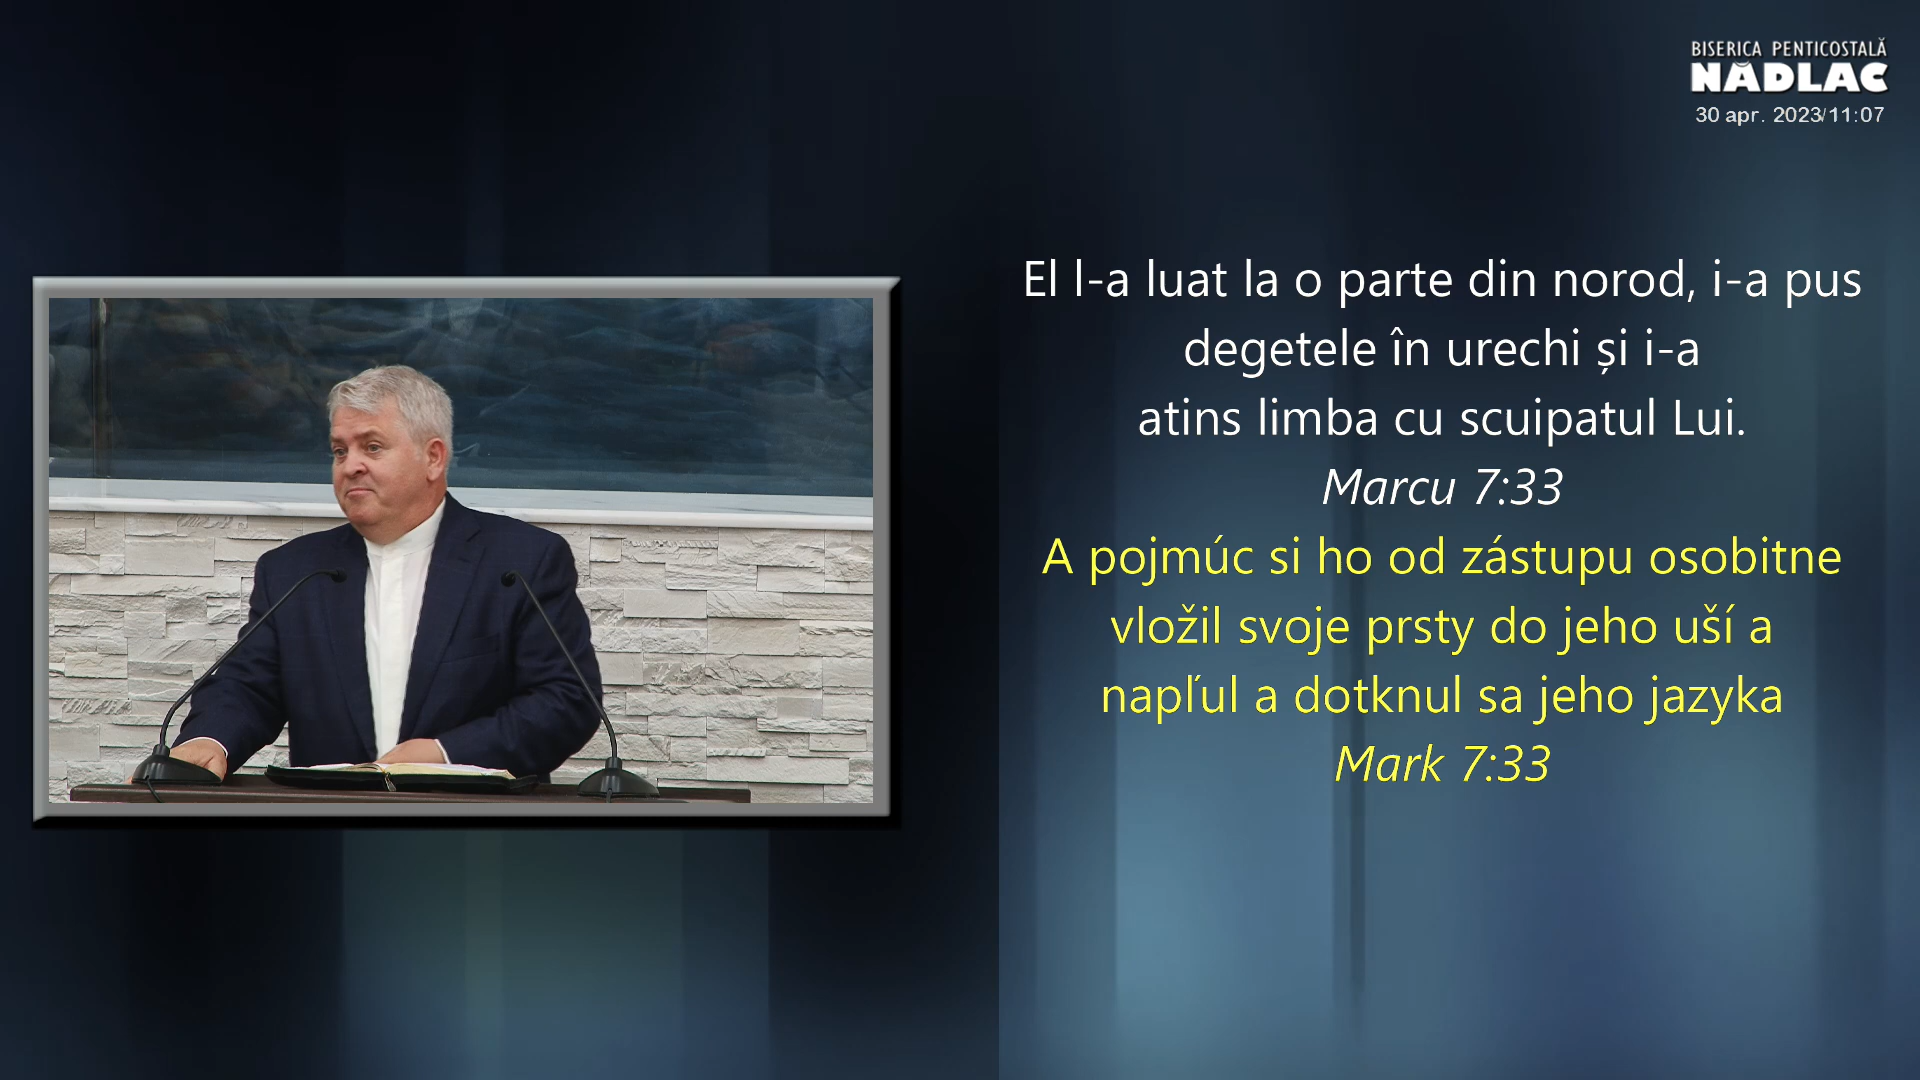 BISERICA PENTICOSTALĂ
NĂDLAC
30 apr. 2023/11:07
El l-a luat la o parte din norod, i-a pus
degetele în urechi și i-a
atins limba cu scuipatul Lui.
Marcu 7:33
A pojmúc si ho od zástupu osobitne
vložil svoje prsty do jeho uší a
napľul a dotknul sa jeho jazyka
Mark 7:33